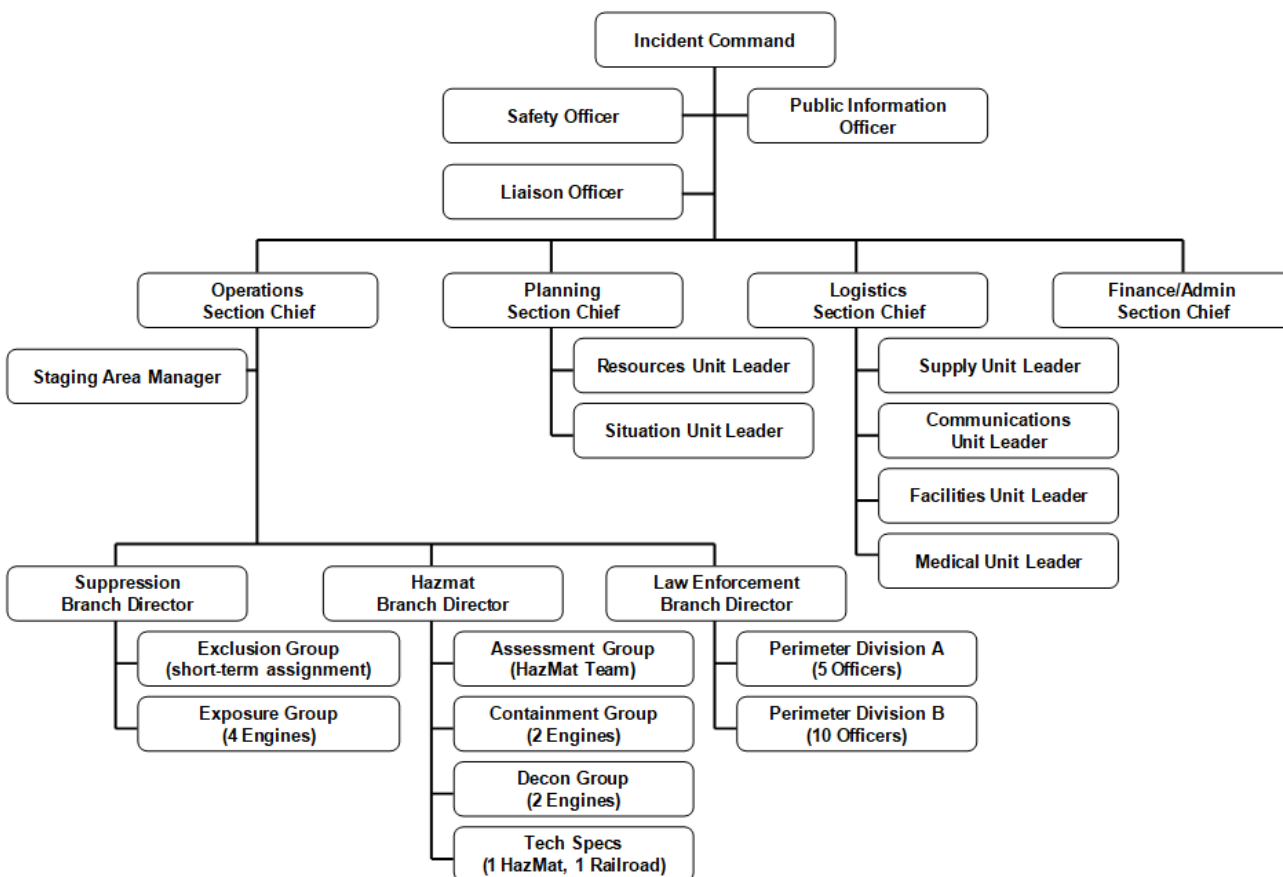 Incident Command
Safety Officer
Public Information
Officer
Liaison Officer
Operations
Section Chief
Planning
Section Chief
Logistics
Section Chief
Finance/Admin
Section Chief
Staging Area Manager
Resources Unit Leader
Situation Unit Leader
Supply Unit Leader
Communications
Unit Leader
Facilities Unit Leader
Medical Unit Leader
Suppression
Branch Director
Hazmat
Branch Director
Law Enforcement
Branch Director
Exclusion Group
(short-term assignment)
Exposure Group
(4 Engines)
Assessment Group
(HazMat Team)
Containment Group
(2 Engines)
Decon Group
(2 Engines)
Tech Specs
(1 HazMat, 1 Railroad)
Perimeter Division A
(5 Officers)
Perimeter Division B
(10 Officers)